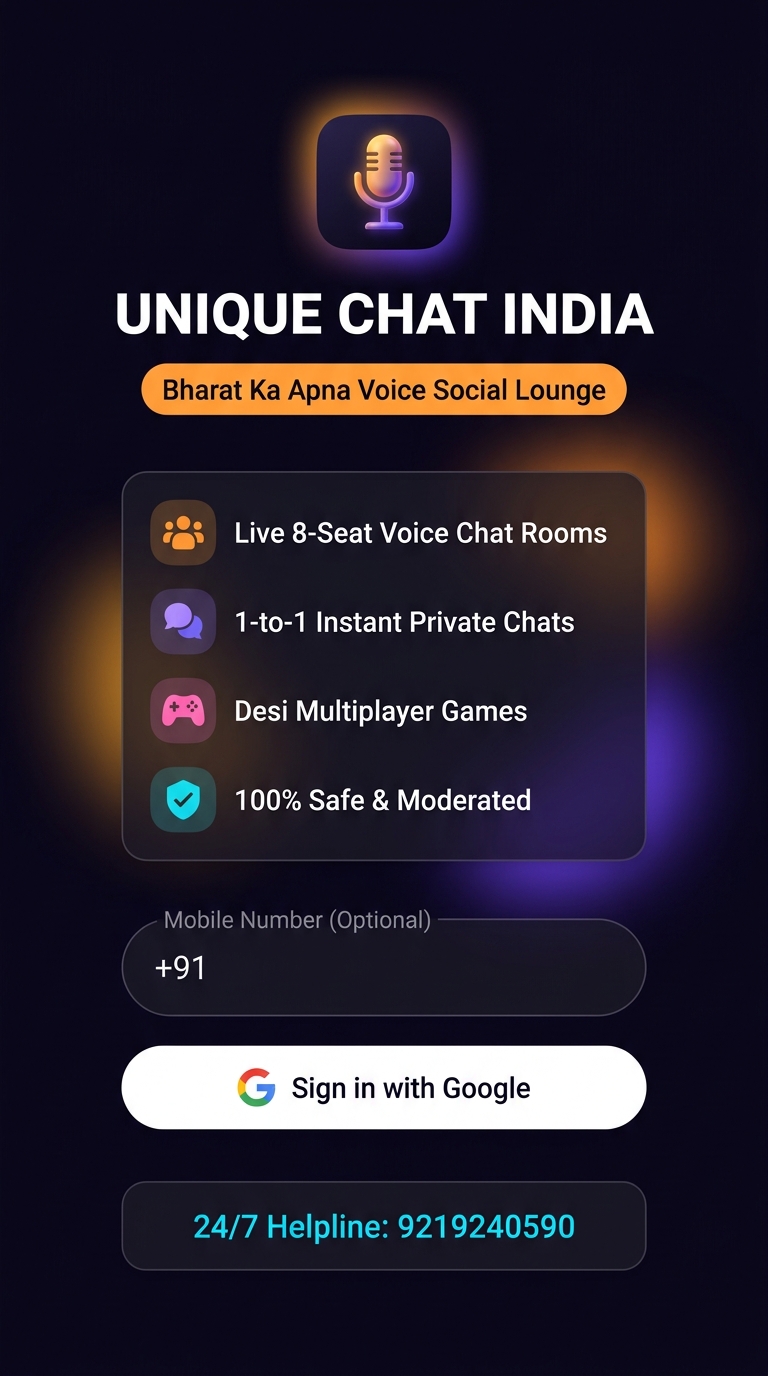 UNIQUE CHAT INDIA
Bharat Ka Apna Voice Social Lounge
Live 8-Seat Voice Chat Rooms
1-to-1 Instant Private Chats
Desi Multiplayer Games
100% Safe & Moderated
Mobile Number (Optional)
+91
Sign in with Google
24/7 Helpline: 9219240590